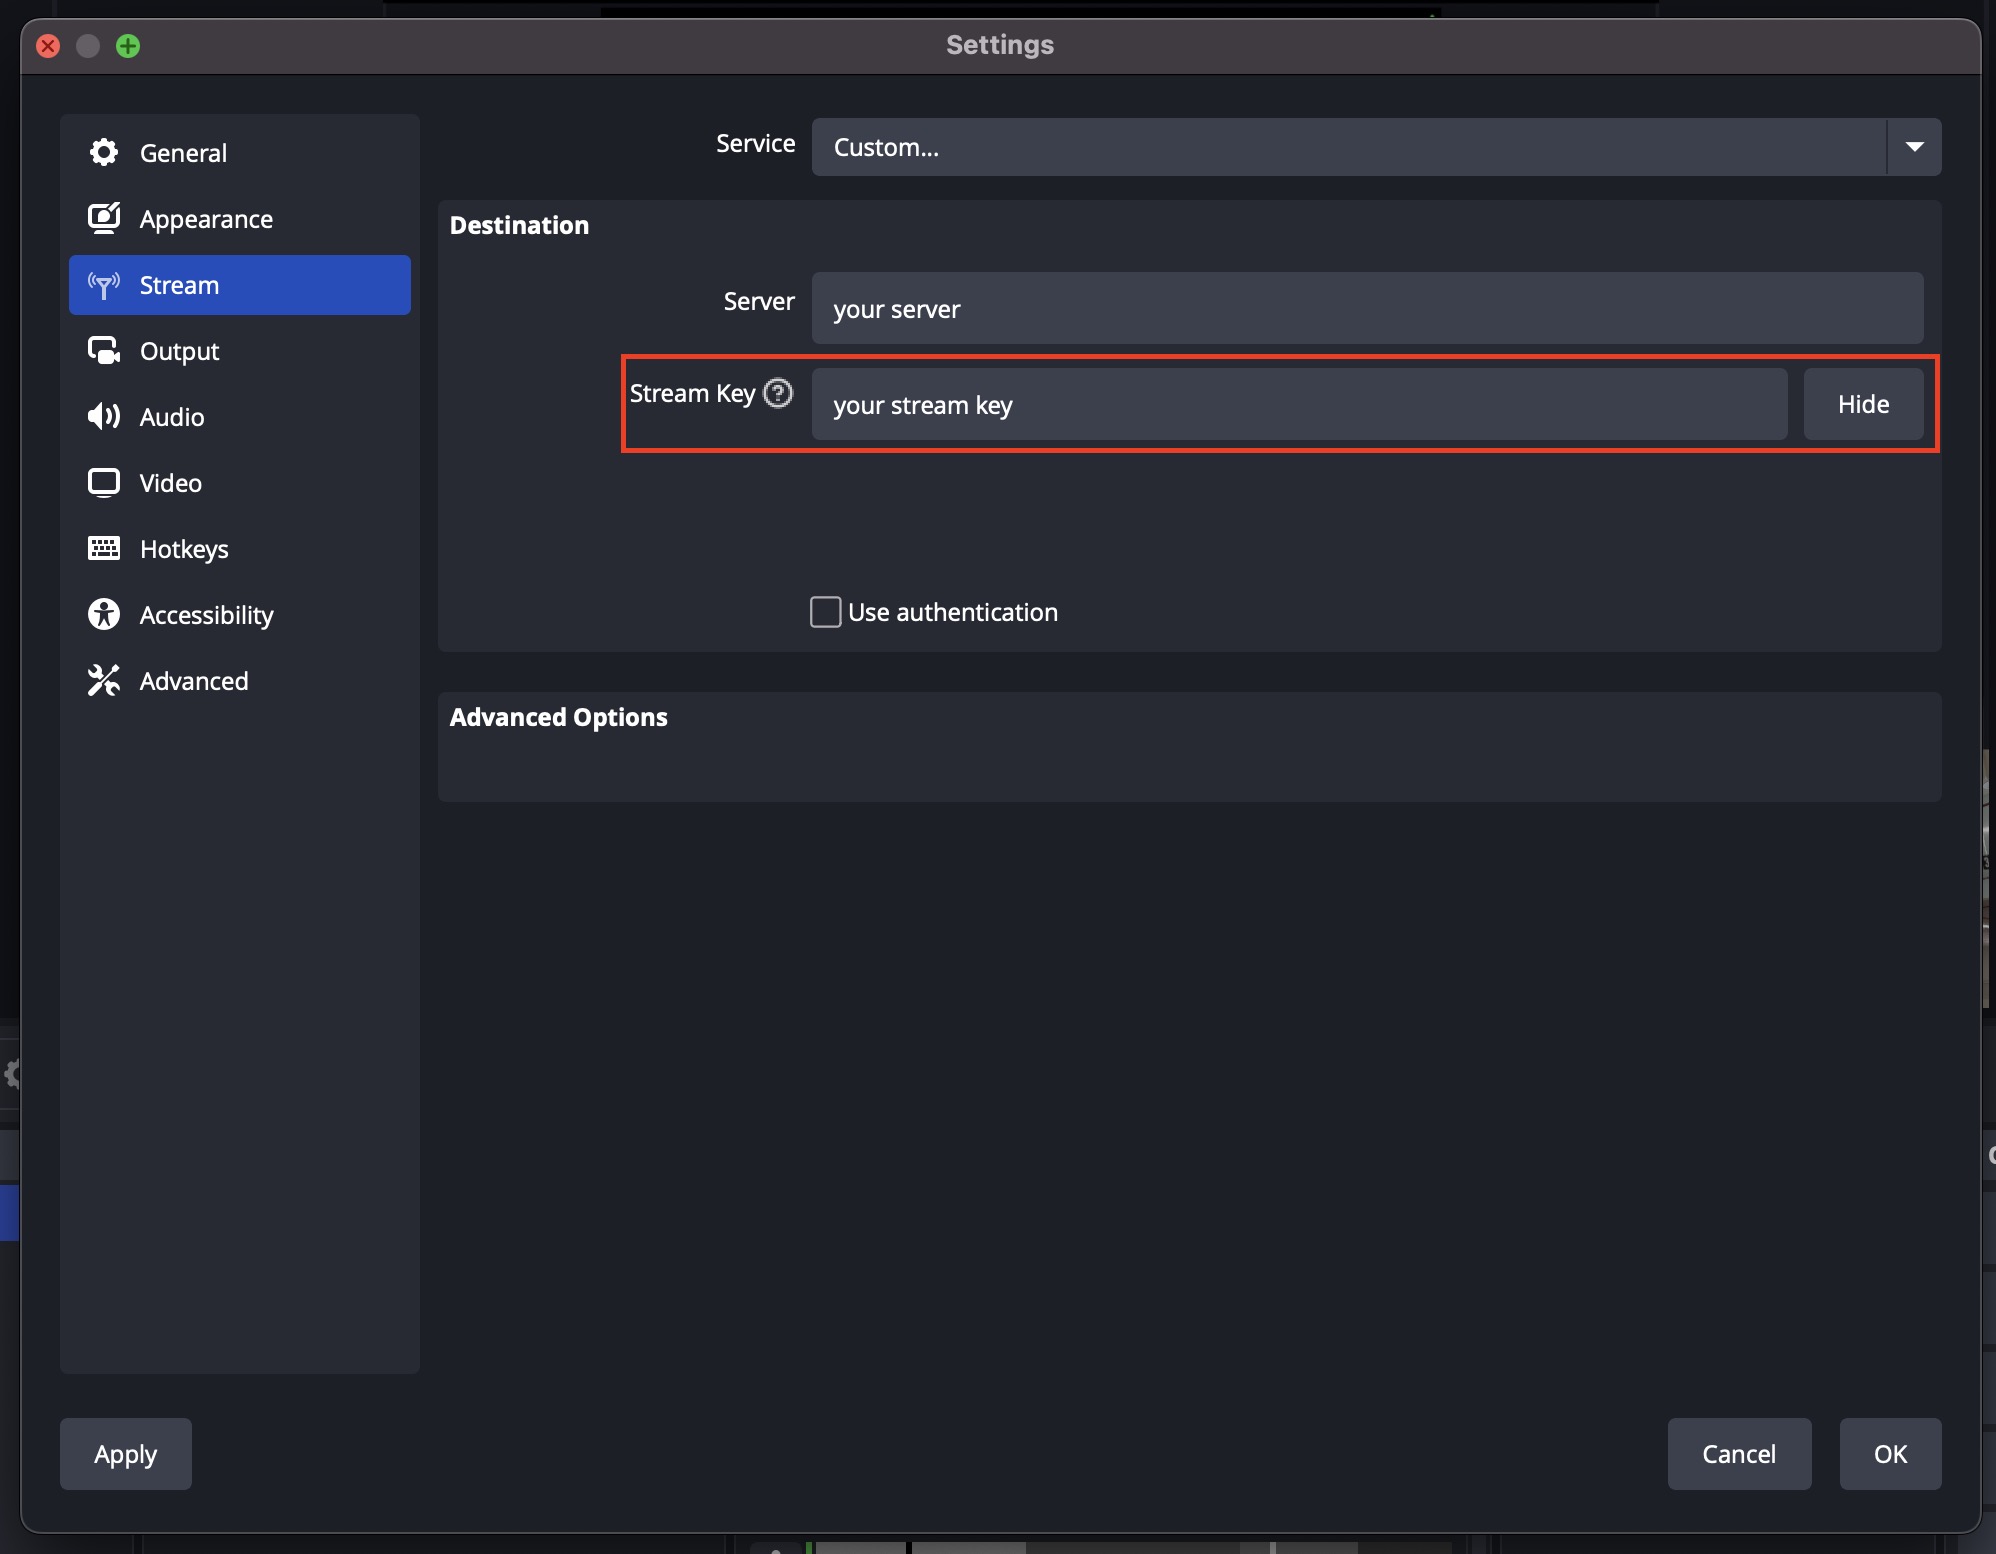 Settings
General
Appearance
Stream
Output
Audio
Video
Hotkeys
Accessibility
Advanced
Service
Custom...
Destination
Server
your server
Stream Key
your stream key
Hide
Use authentication
Advanced Options
Apply
Cancel
OK